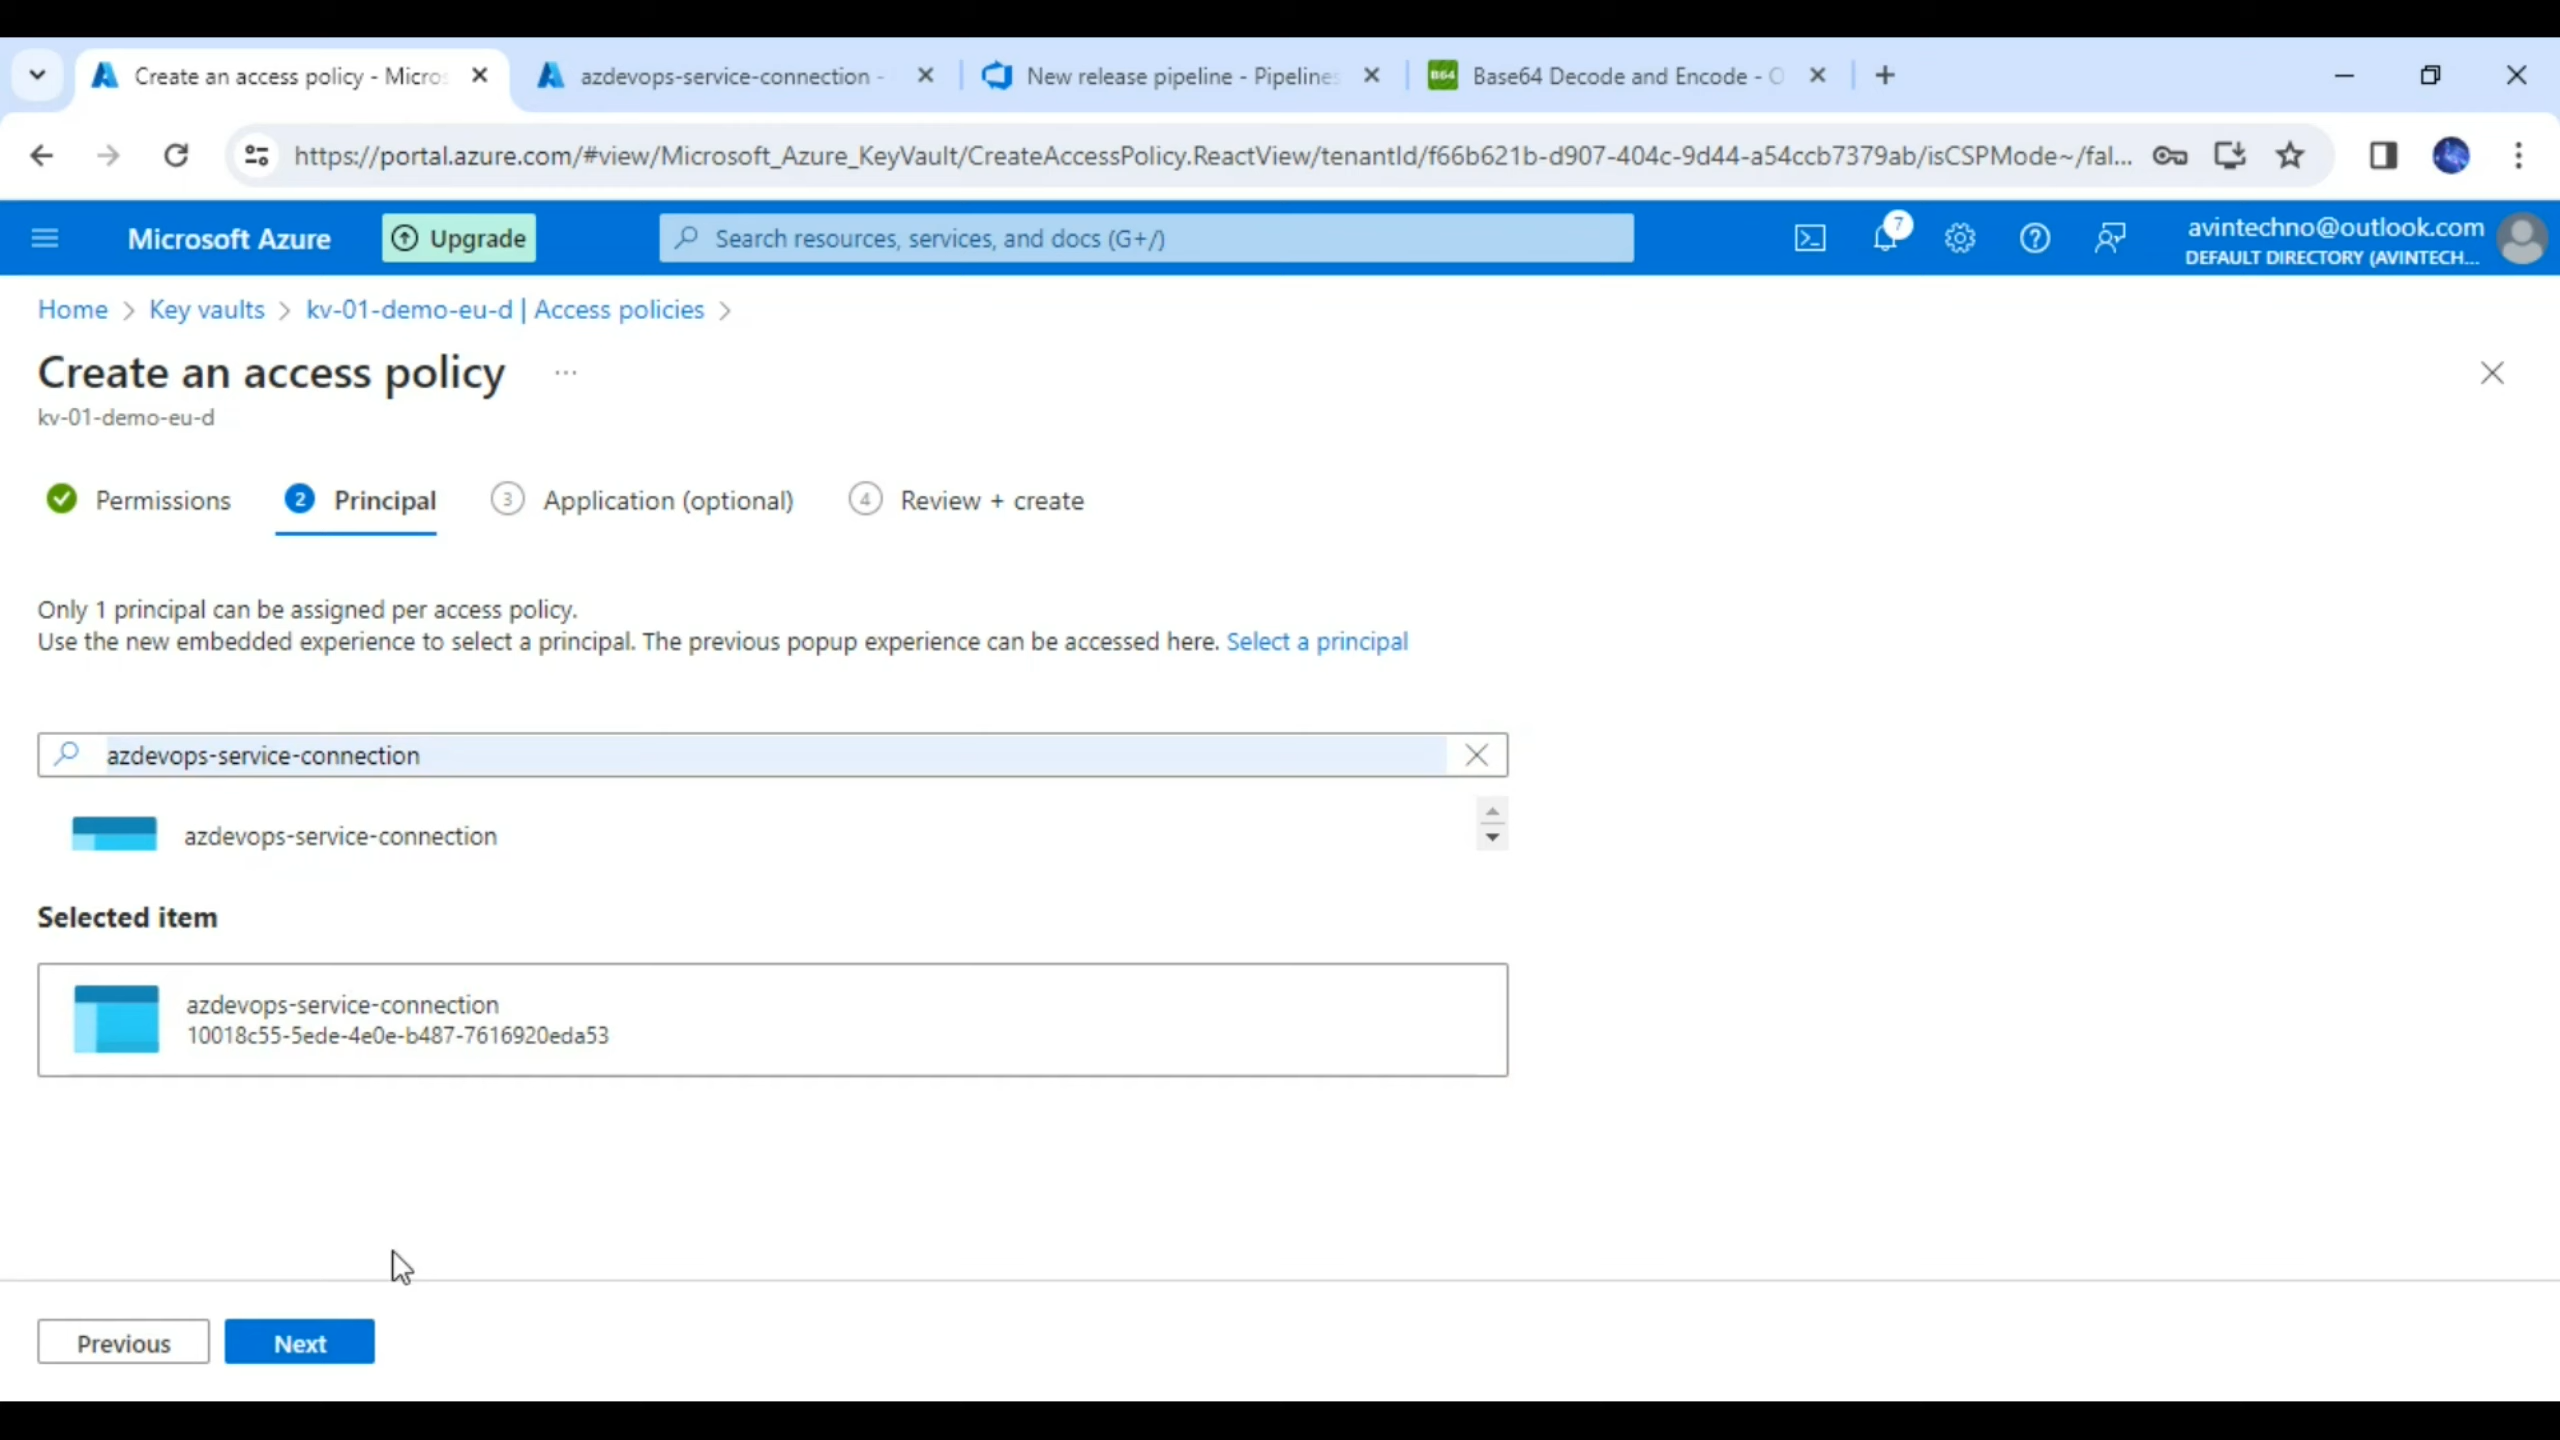 Create an access policy - Micro
azdevops-service-connection -
New release pipeline - Pipelines
B64
Base64 Decode and Encode - O
https://portal.azure.com/#view/Microsoft_Azure_KeyVault/CreateAccessPolicy.ReactView/tenantId/f66b621b-d907-404c-9d44-a54ccb7379ab/isCSPMode~/fal...
Microsoft Azure
Upgrade
Search resources, services, and docs (G+/)
7
avintechno@outlook.com
DEFAULT DIRECTORY (AVINTECH...
Home > Key vaults > kv-01-demo-eu-d | Access policies >
Create an access policy ...
kv-01-demo-eu-d
Permissions
2 Principal
3 Application (optional)
4 Review + create
Only 1 principal can be assigned per access policy.
Use the new embedded experience to select a principal. The previous popup experience can be accessed here. Select a principal
azdevops-service-connection
azdevops-service-connection
Selected item
azdevops-service-connection
10018c55-5ede-4e0e-b487-7616920eda53
Previous
Next